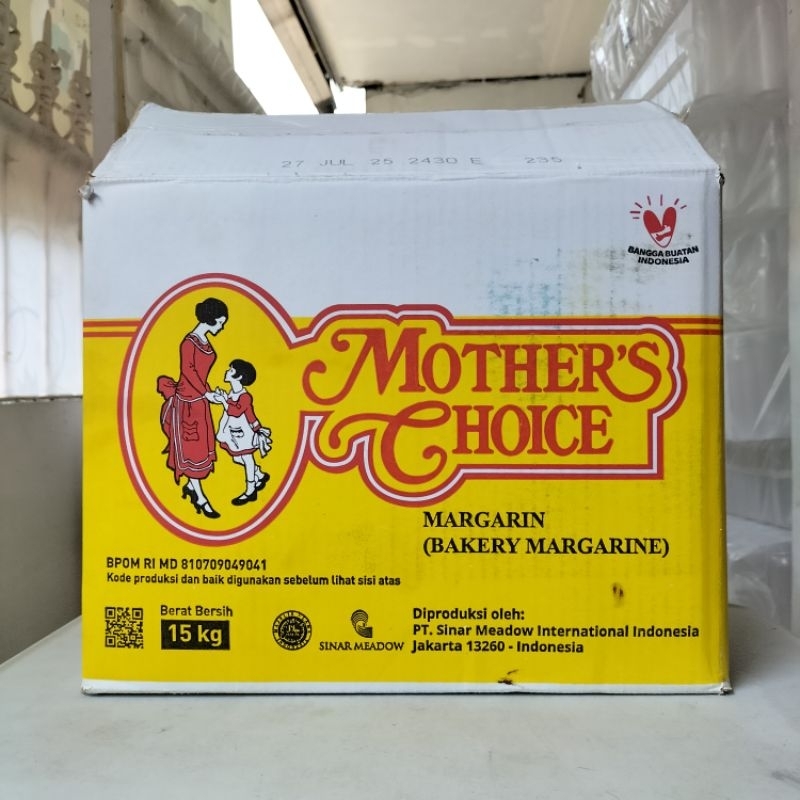 27 JUL 25 2430 E 235
BANGGA BUATAN
INDONESIA
MOTHER'S
CHOICE
MARGARIN
(BAKERY MARGARINE)
BPOM RI MD 810709049041
Kode produksi dan baik digunakan sebelum lihat sisi atas
Berat Bersih
15 kg
SINAR MEADOW
Diproduksi oleh:
PT. Sinar Meadow International Indonesia
Jakarta 13260 - Indonesia